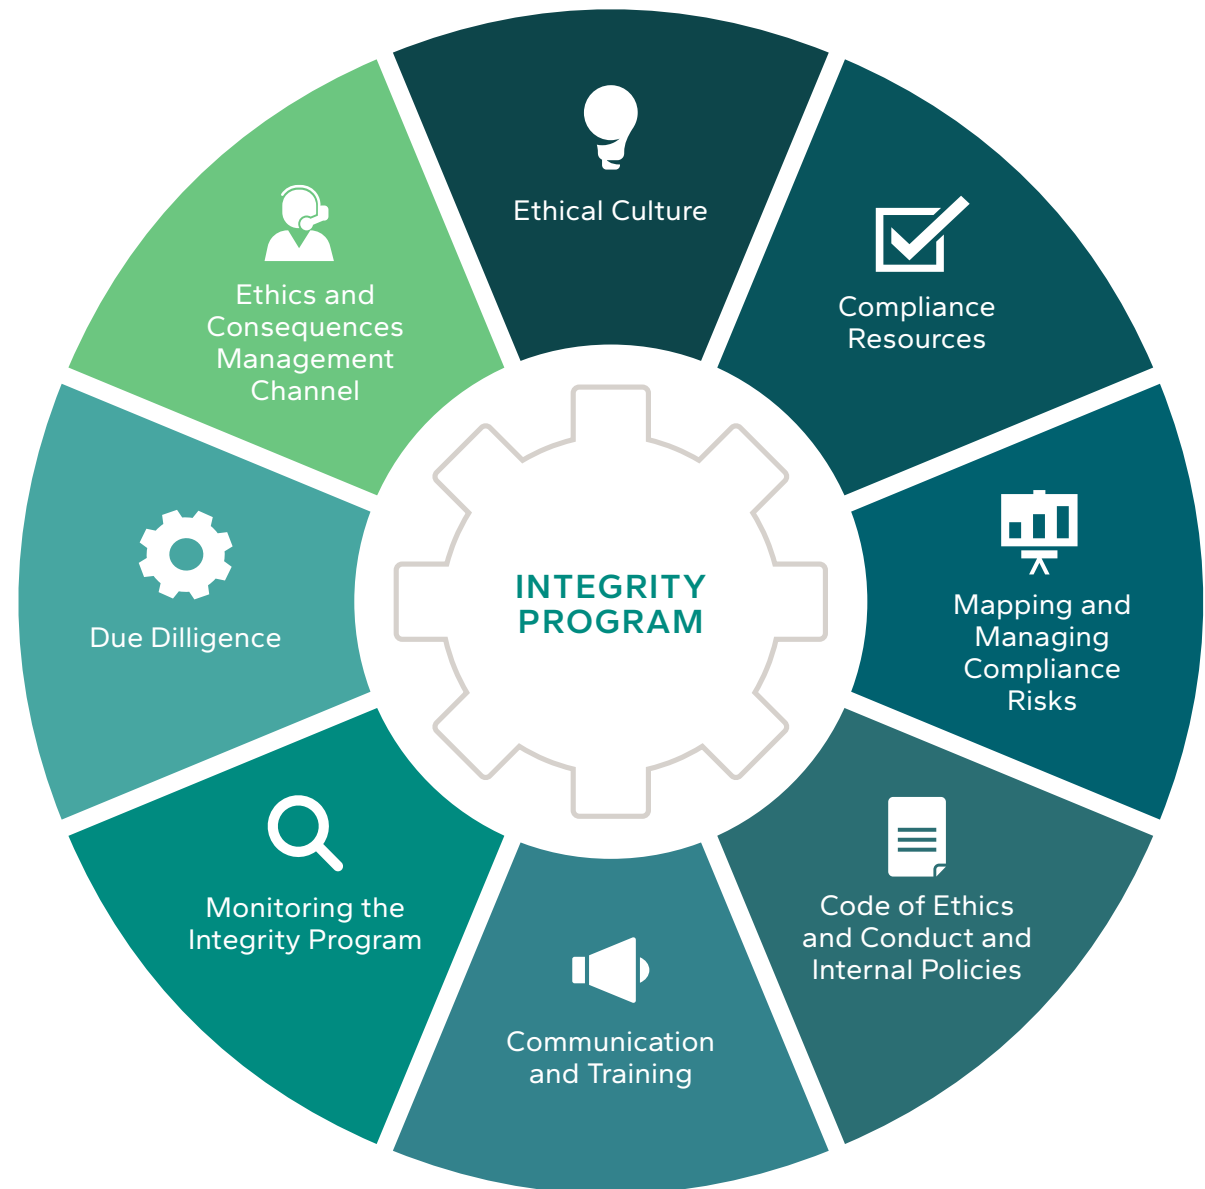 Ethical Culture
Compliance
Resources
Mapping and
Managing
Compliance
Risks
Code of Ethics
and Conduct and
Internal Policies
Communication
and Training
Monitoring the
Integrity Program
Due Dilligence
Ethics and
Consequences
Management
Channel
INTEGRITY
PROGRAM